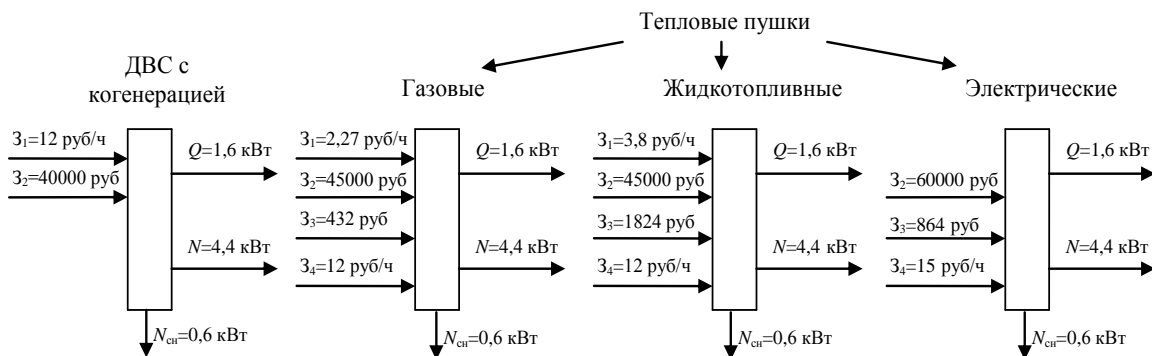 Тепловые пушки
ДВС с
когенерацией
Газовые
Жидкотопливные
Электрические
З₁=12 руб/ч
З₂=40000 руб
Q=1,6 кВт
N=4,4 кВт
Nсн=0,6 кВт
З₁=2,27 руб/ч
З₂=45000 руб
З₃=432 руб
З₄=12 руб/ч
Q=1,6 кВт
N=4,4 кВт
Nсн=0,6 кВт
З₁=3,8 руб/ч
З₂=45000 руб
З₃=1824 руб
З₄=12 руб/ч
Q=1,6 кВт
N=4,4 кВт
Nсн=0,6 кВт
З₂=60000 руб
З₃=864 руб
З₄=15 руб/ч
Q=1,6 кВт
N=4,4 кВт
Nсн=0,6 кВт